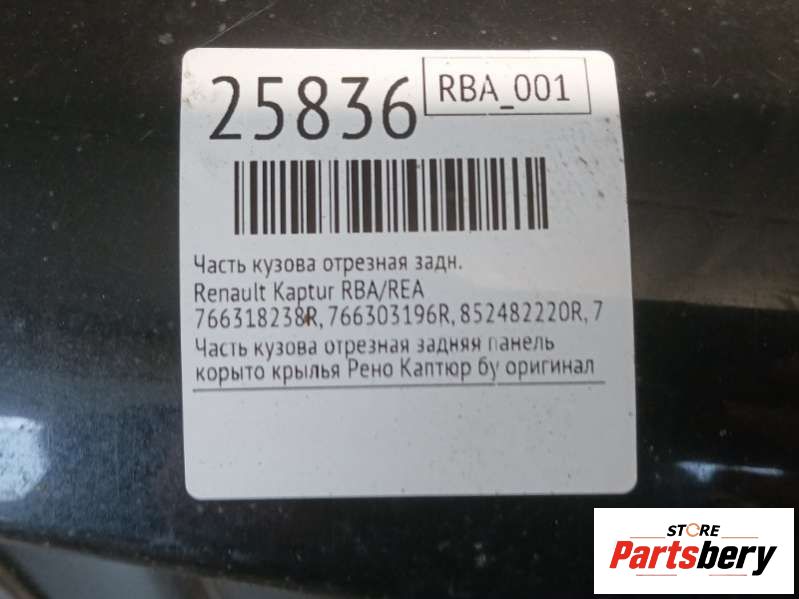 25836
RBA_001
Часть кузова отрезная задн.
Renault Kaptur RBA/REA
766318238R, 766303196R, 852482220R, 7
Часть кузова отрезная задняя панель
корыто крылья Рено Каптюр бу оригинал
STORE
Partsbery